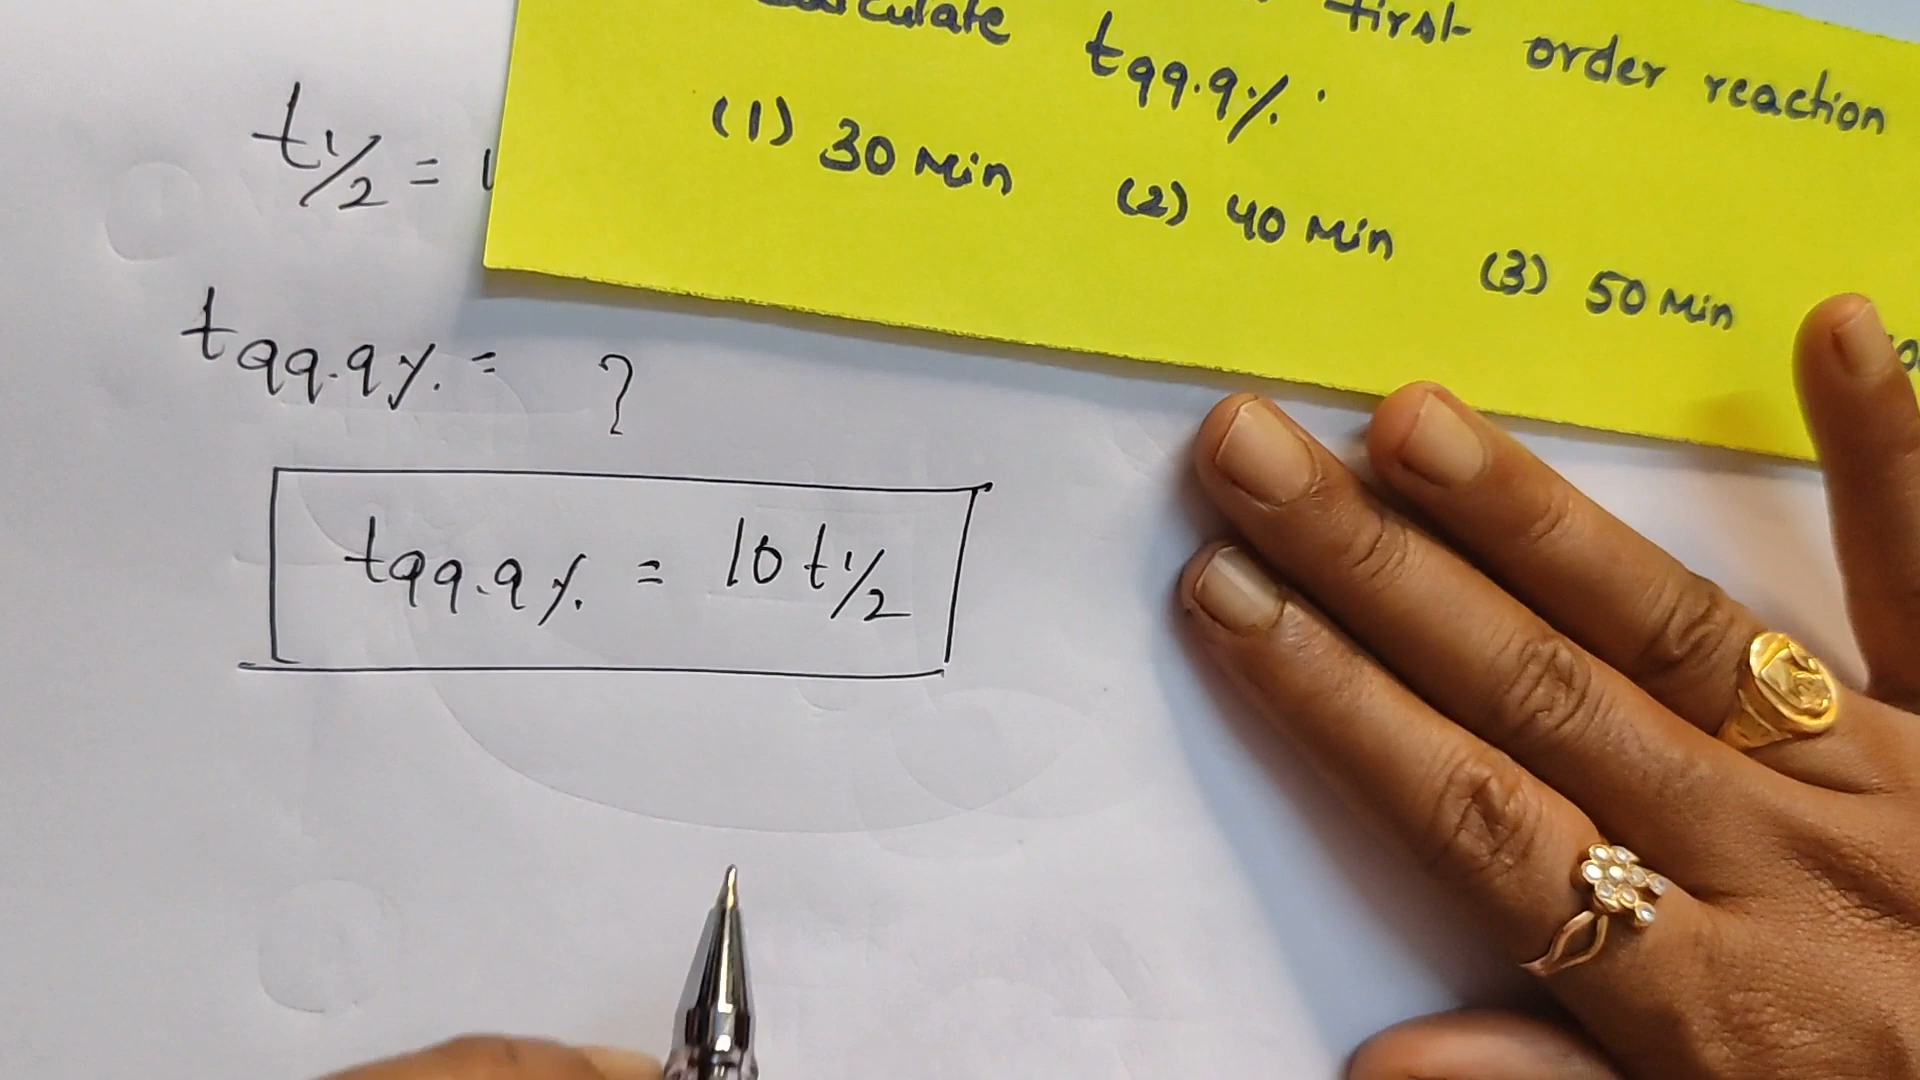 first order reaction
calculate t99.9%.
(1) 30 Min (2) 40 Min (3) 50 Min
t1/2 =
t99.9% = ?
t99.9% = 10 t1/2